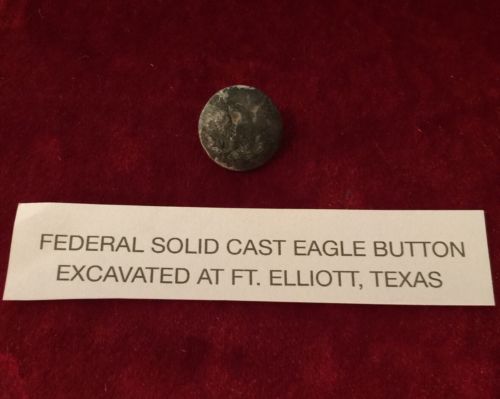 FEDERAL SOLID CAST EAGLE BUTTON
EXCAVATED AT FT. ELLIOTT, TEXAS